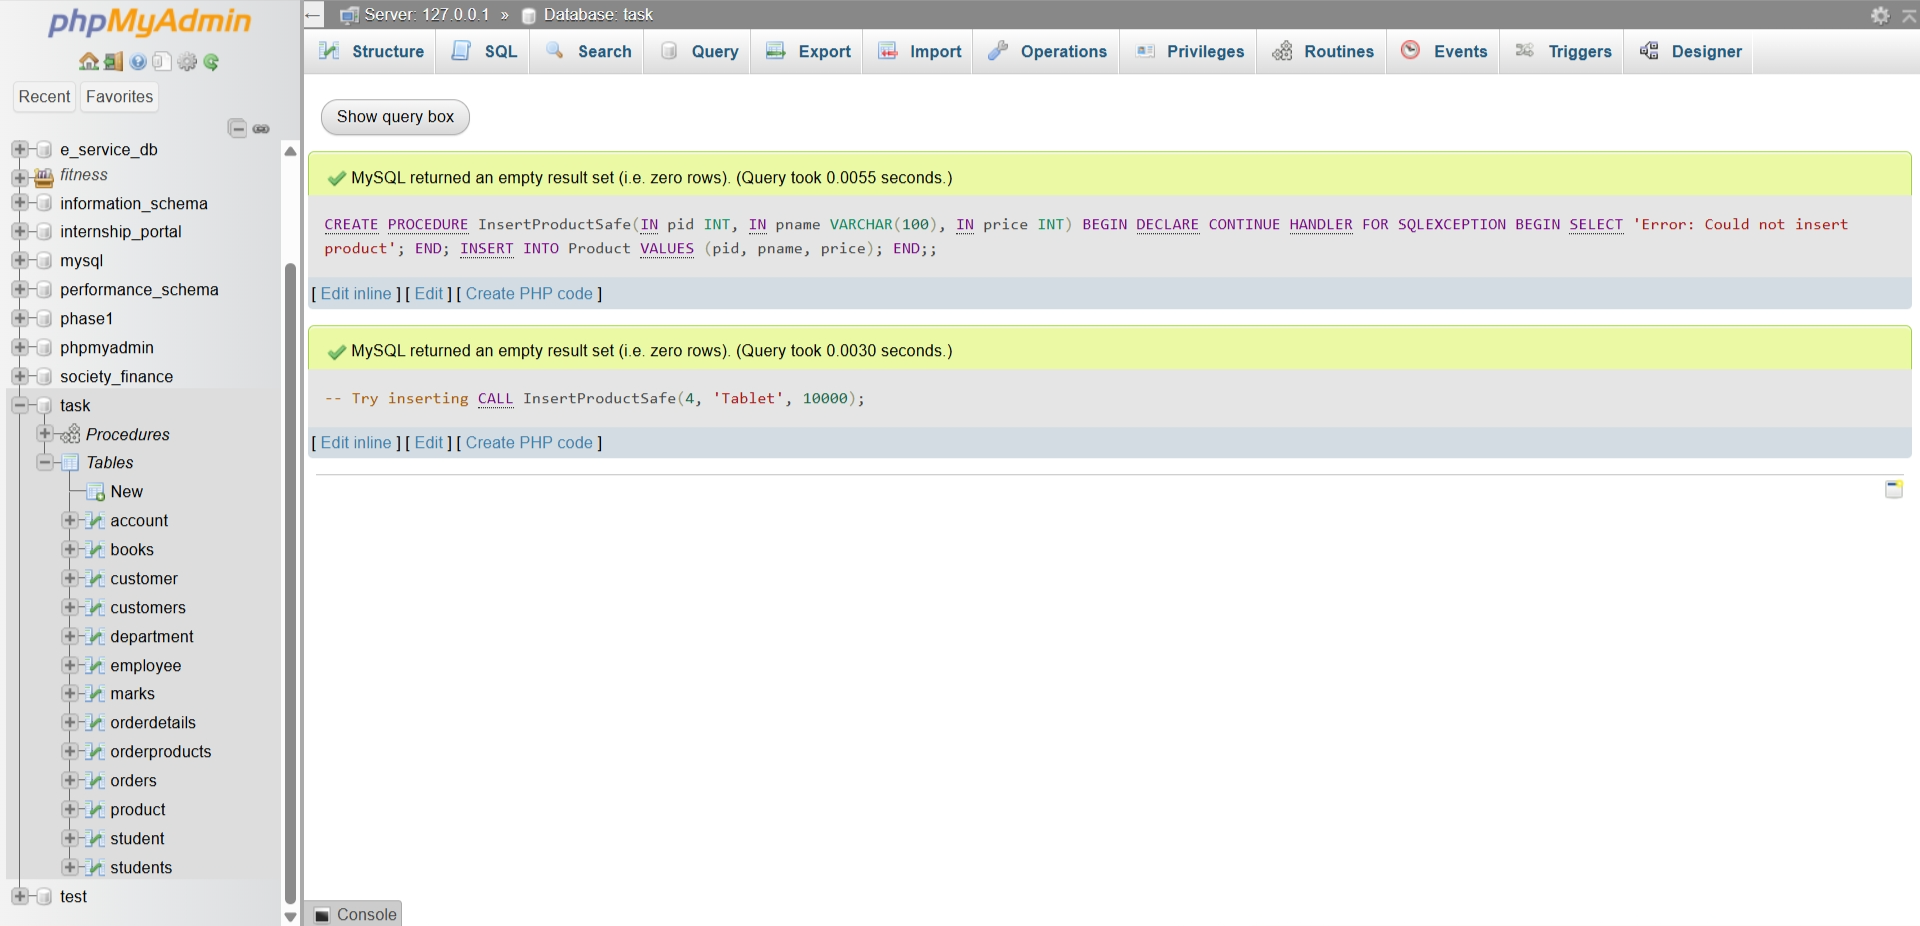 phpMyAdmin
Recent Favorites
e_service_db
fitness
information_schema
internship_portal
mysql
performance_schema
phase1
phpmyadmin
society_finance
task
Procedures
Tables
New
account
books
customer
customers
department
employee
marks
orderdetails
orderproducts
orders
product
student
students
test
← Server: 127.0.0.1 » Database: task
Structure SQL Search Query Export Import Operations Privileges Routines Events Triggers Designer
Show query box
MySQL returned an empty result set (i.e. zero rows). (Query took 0.0055 seconds.)
CREATE PROCEDURE InsertProductSafe(IN pid INT, IN pname VARCHAR(100), IN price INT) BEGIN DECLARE CONTINUE HANDLER FOR SQLEXCEPTION BEGIN SELECT 'Error: Could not insert
product'; END; INSERT INTO Product VALUES (pid, pname, price); END;;
[ Edit inline ] [ Edit ] [ Create PHP code ]
MySQL returned an empty result set (i.e. zero rows). (Query took 0.0030 seconds.)
-- Try inserting CALL InsertProductSafe(4, 'Tablet', 10000);
[ Edit inline ] [ Edit ] [ Create PHP code ]
Console